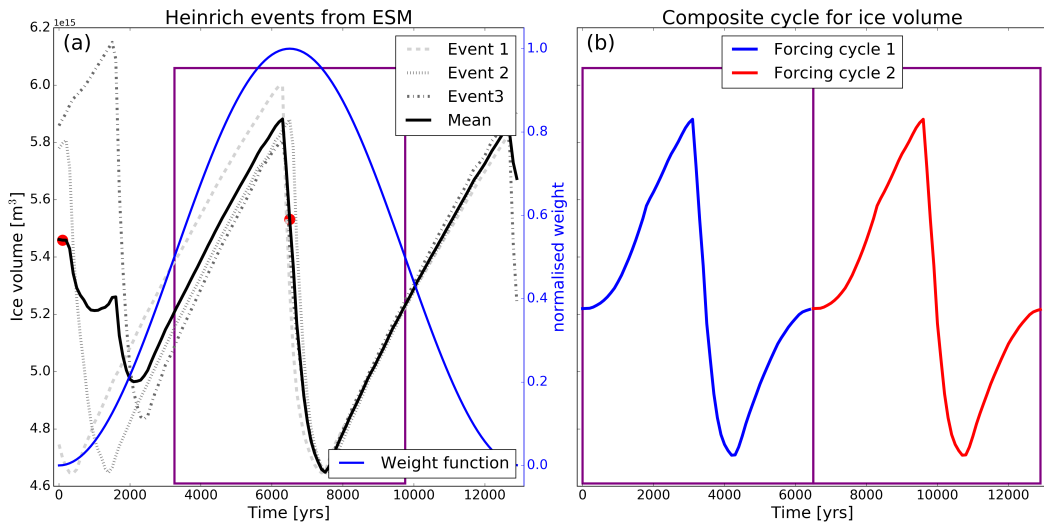 Heinrich events from ESM
1e15
(a)
Event 1
Event 2
Event3
Mean
Weight function
6.2
6.0
5.8
5.6
5.4
5.2
5.0
4.8
4.6
Ice volume [m³]
1.0
0.8
0.6
0.4
0.2
0.0
normalised weight
0 2000 4000 6000 8000 10000 12000
Time [yrs]
Composite cycle for ice volume
(b)
Forcing cycle 1
Forcing cycle 2
0 2000 4000 6000 8000 10000 12000
Time [yrs]